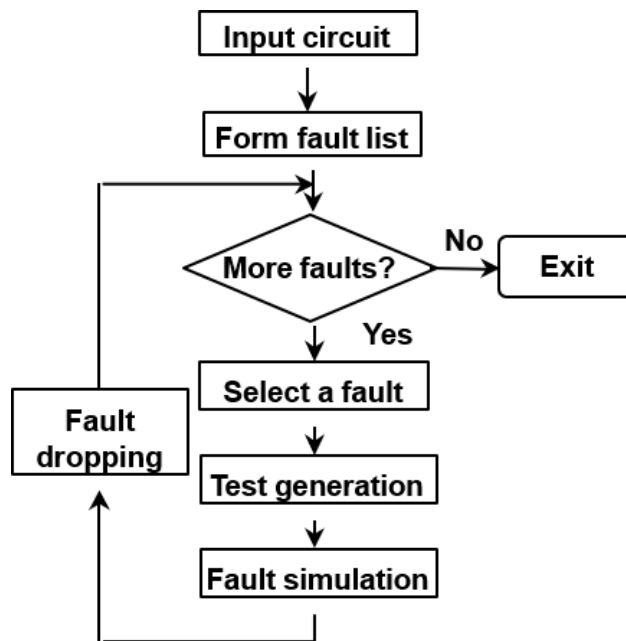 Input circuit
Form fault list
More faults?
No
Exit
Yes
Select a fault
Fault
dropping
Test generation
Fault simulation